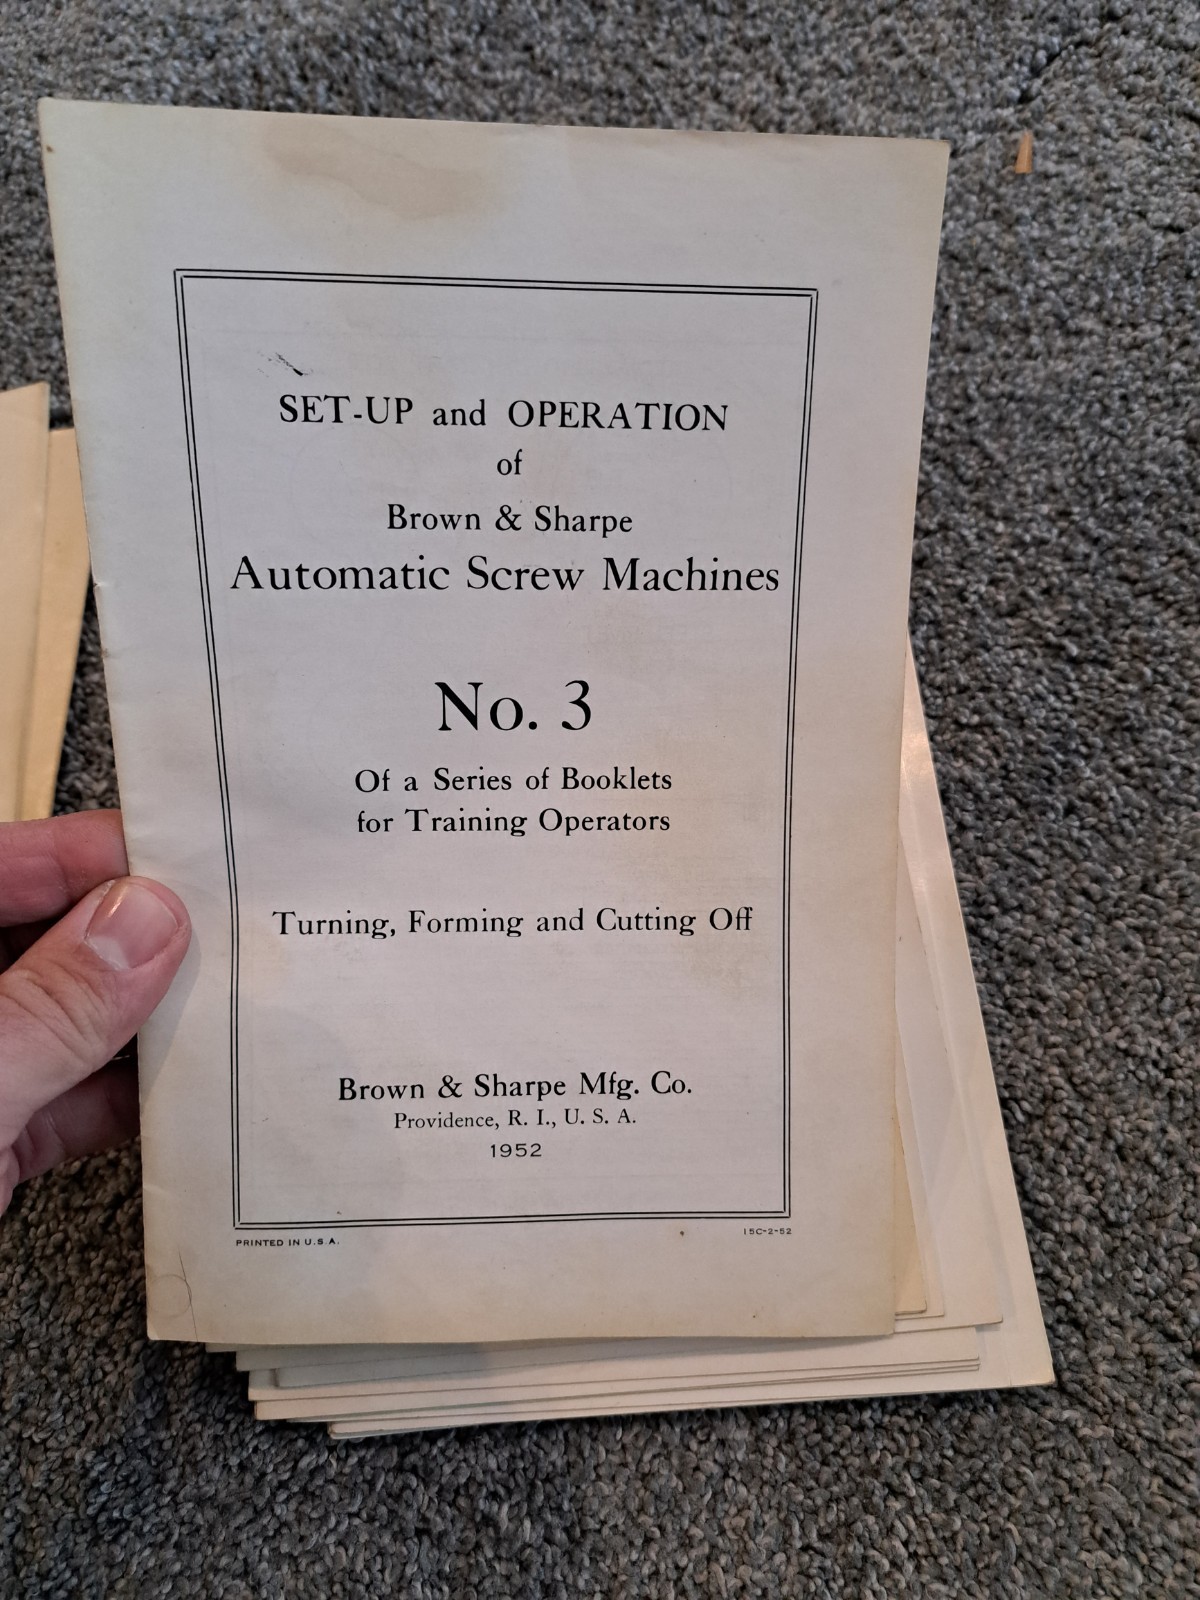 SET-UP and OPERATION
of
Brown & Sharpe
Automatic Screw Machines
No. 3
Of a Series of Booklets
for Training Operators
Turning, Forming and Cutting Off
Brown & Sharpe Mfg. Co.
Providence, R. I., U. S. A.
1952
PRINTED IN U.S.A.
15C-2-52